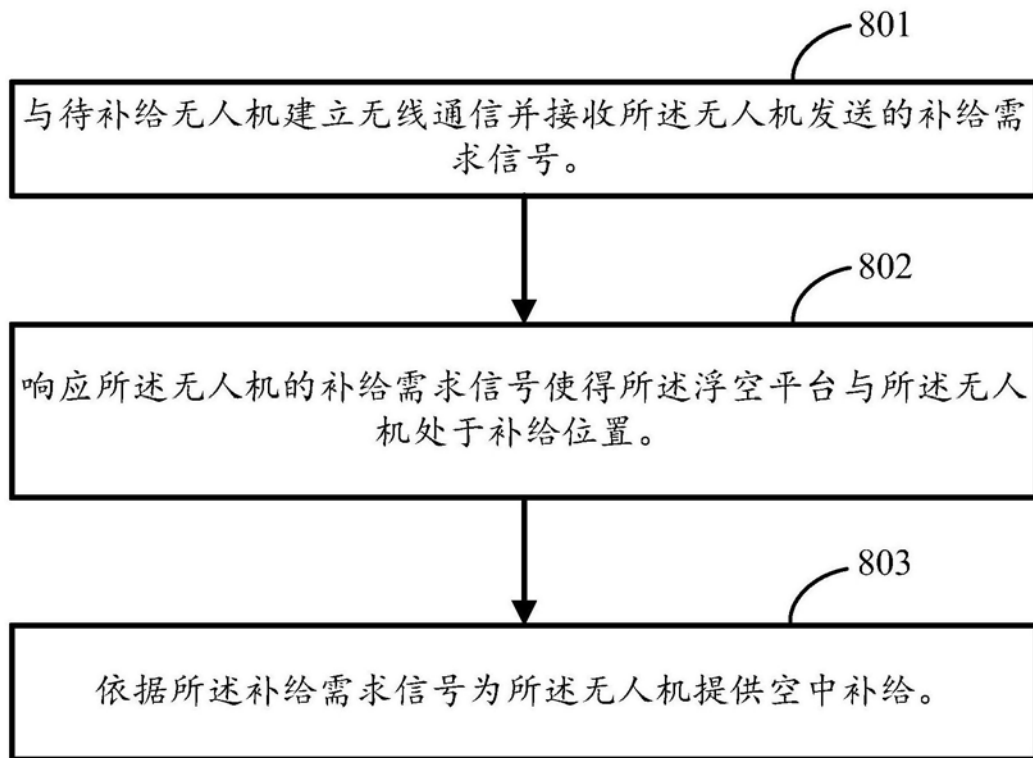 801
与待补给无人机建立无线通信并接收所述无人机发送的补给需
求信号。
802
响应所述无人机的补给需求信号使得所述浮空平台与所述无人
机处于补给位置。
803
依据所述补给需求信号为所述无人机提供空中补给。